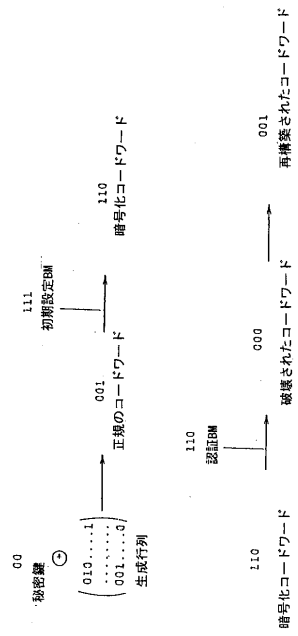 00
秘密鍵
+
010....1
........
001....0
生成行列
001
正規のコードワード
111
初期設定BM
110
暗号化コードワード
110
暗号化コードワード
110
認証BM
000
破壊されたコードワード
001
再構築されたコードワード